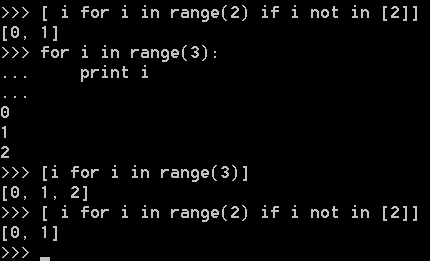 >>> [ i for i in range(2) if i not in [2]]
[0, 1]
>>> for i in range(3):
...     print i
...
0
1
2
>>> [i for i in range(3)]
[0, 1, 2]
>>> [ i for i in range(2) if i not in [2]]
[0, 1]
>>> _